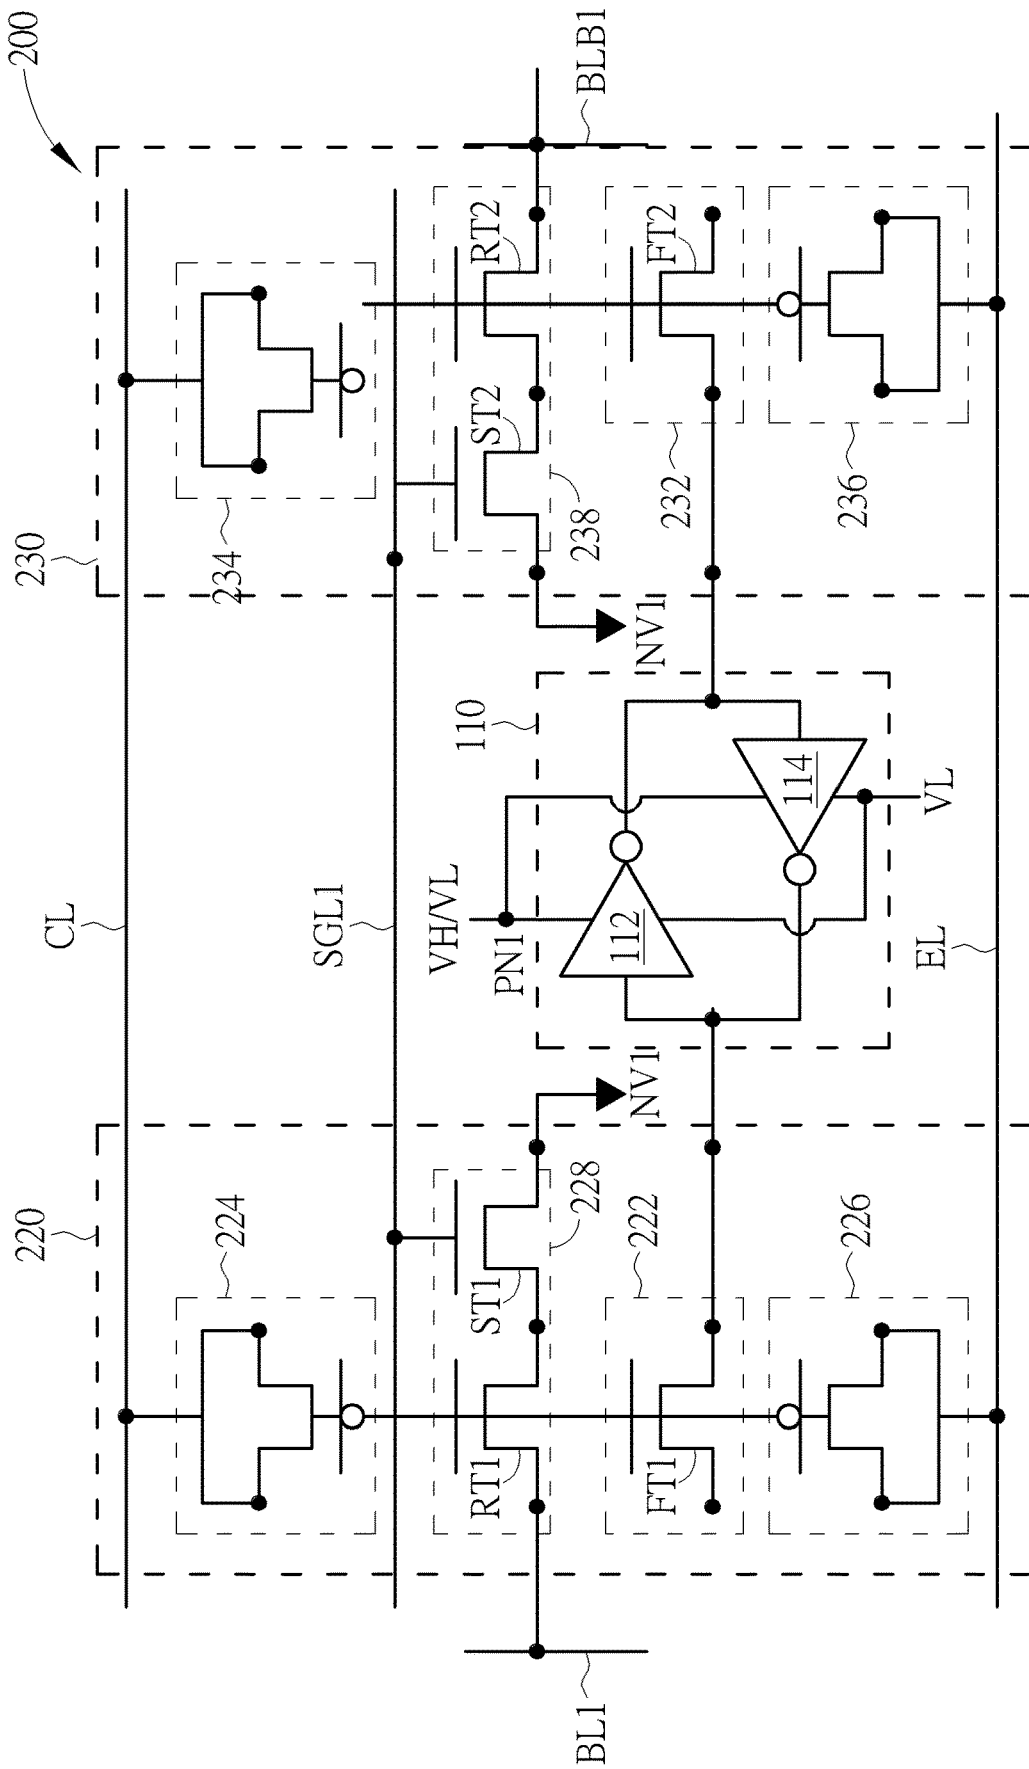 200
220
230
CL
224
234
SGL1
BL1
BLB1
RT1
ST1
NV1
228
VH/VL
PN1
110
112
114
VL
NV1
ST2
RT2
238
FT1
222
232
FT2
226
236
EL